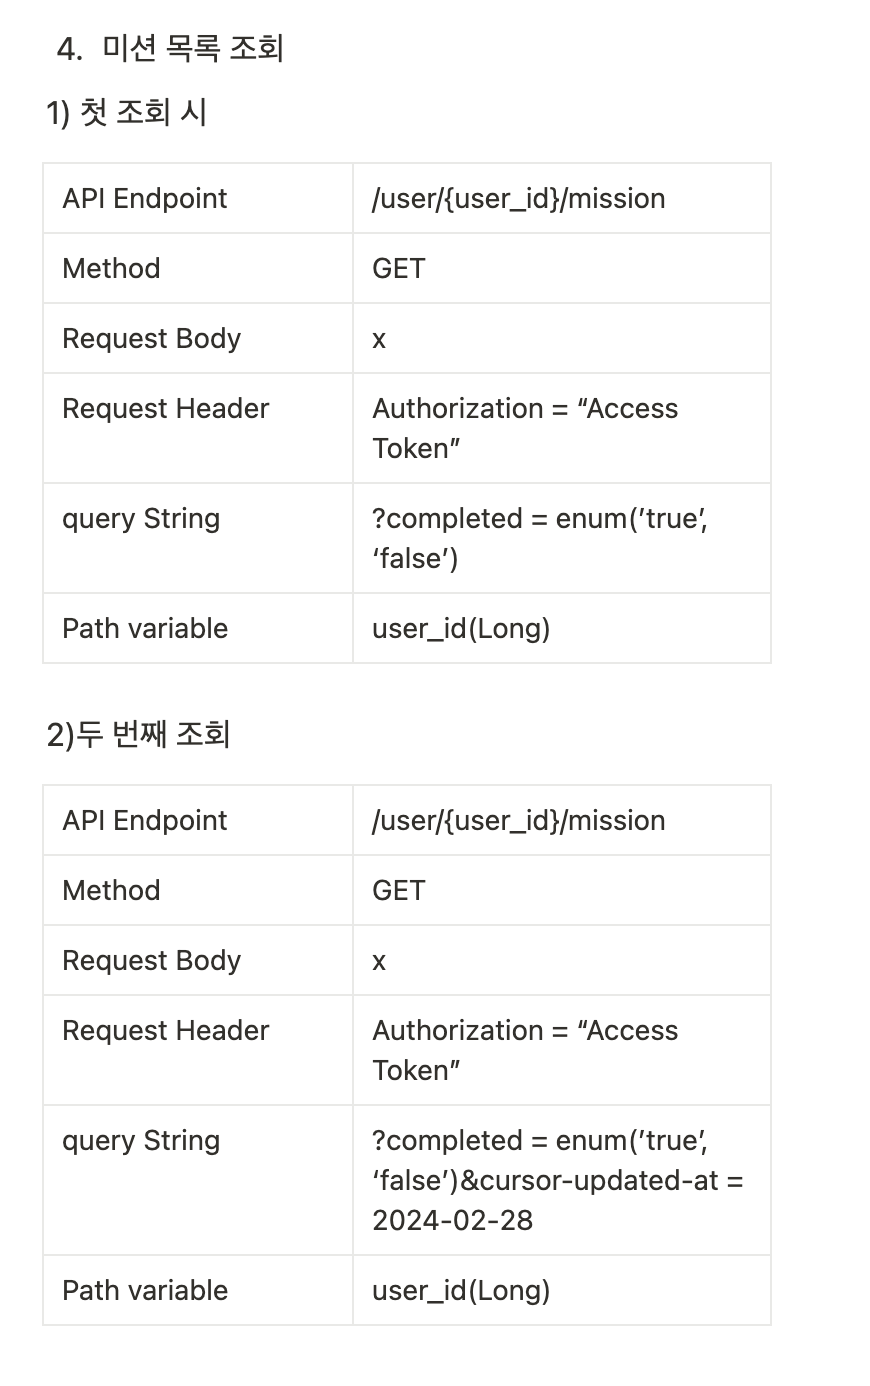 4. 미션 목록 조회
1) 첫 조회 시
API Endpoint
/user/{user_id}/mission
Method
GET
Request Body
x
Request Header
Authorization = “Access
Token”
query String
?completed = enum(’true’,
‘false’)
Path variable
user_id(Long)
2)두 번째 조회
API Endpoint
/user/{user_id}/mission
Method
GET
Request Body
x
Request Header
Authorization = “Access
Token”
query String
?completed = enum(’true’,
‘false’)&cursor-updated-at =
2024-02-28
Path variable
user_id(Long)